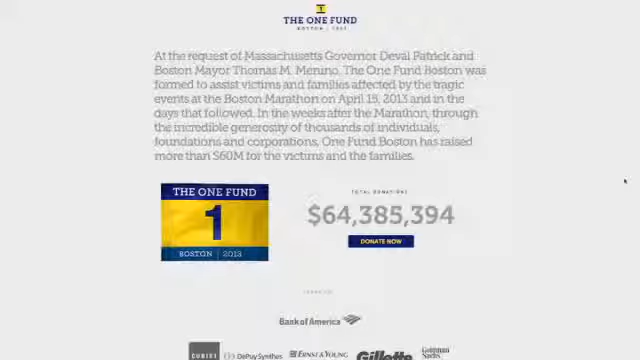 1
THE ONE FUND
BOSTON | 2013
At the request of Massachusetts Governor Deval Patrick and
Boston Mayor Thomas M. Menino, The One Fund Boston was
formed to assist victims and families affected by the tragic
events at the Boston Marathon on April 15, 2013 and in the
days that followed. In the weeks after the Marathon, through
the incredible generosity of thousands of individuals,
foundations and corporations, One Fund Boston has raised
more than $60M for the victims and the families.
THE ONE FUND
1
BOSTON | 2013
TOTAL DONATIONS
$64,385,394
DONATE NOW
Bank of America
CUMMINGS DePuy Synthes ERNST & YOUNG Gillette Goldman
Sachs